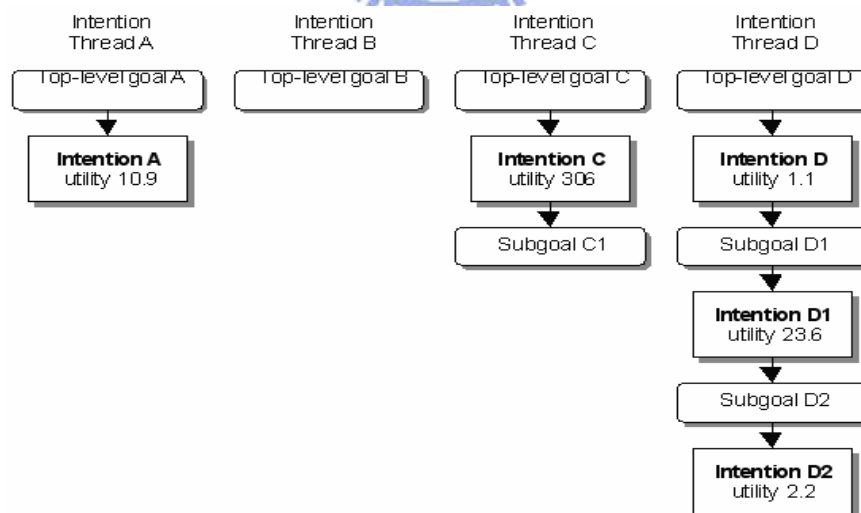 Intention
Thread A
Top-level goal A
Intention A
utility 10.9
Intention
Thread B
Top-level goal B
Intention
Thread C
Top-level goal C
Intention C
utility 306
Subgoal C1
Intention
Thread D
Top-level goal D
Intention D
utility 1.1
Subgoal D1
Intention D1
utility 23.6
Subgoal D2
Intention D2
utility 2.2